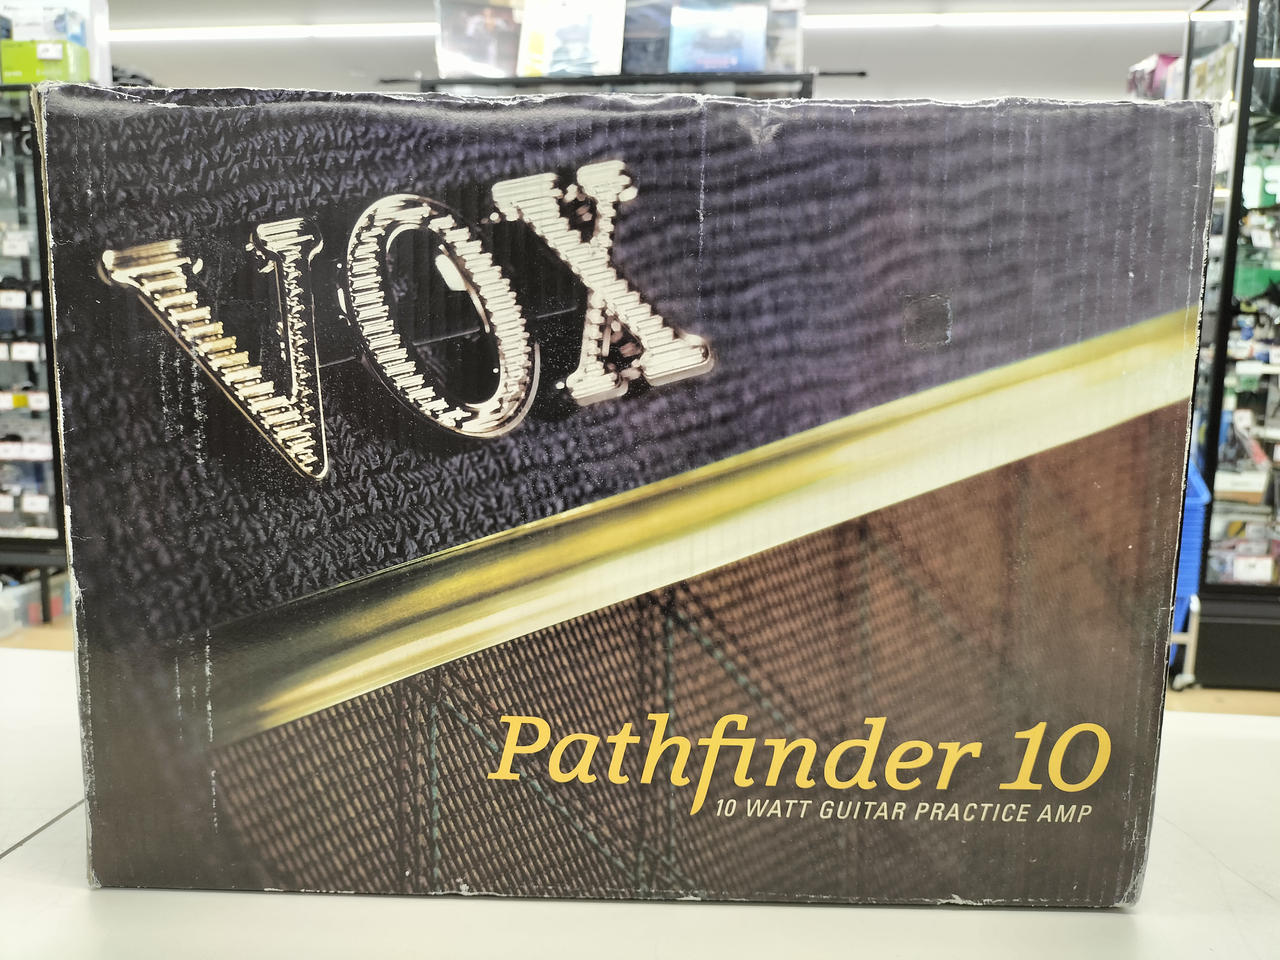 VOX
Pathfinder 10
10 WATT GUITAR PRACTICE AMP